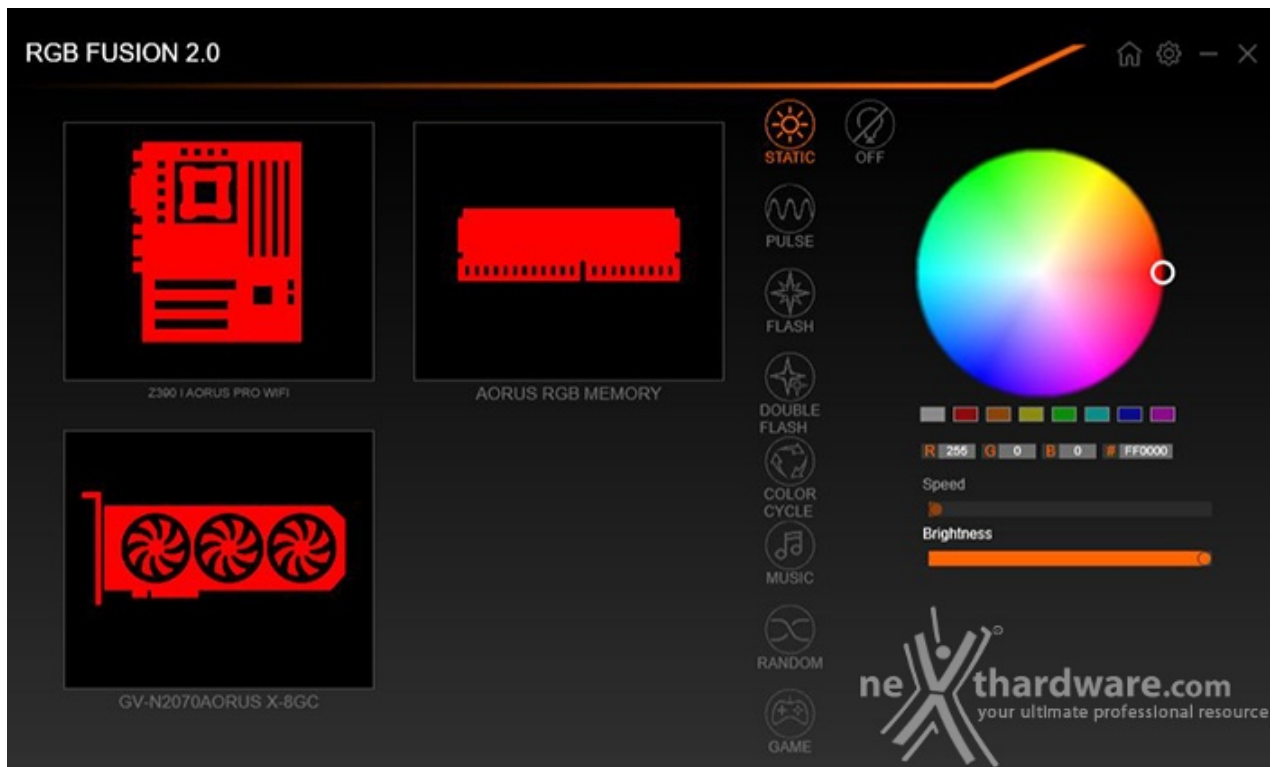 RGB FUSION 2.0
Z390 I AORUS PRO WIFI
AORUS RGB MEMORY
GV-N2070AORUS X-8GC
STATIC
OFF
PULSE
FLASH
DOUBLE
FLASH
COLOR
CYCLE
MUSIC
RANDOM
GAME
R 255 G 0 B 0 # FF0000
Speed
Brightness
neXthardware.com
your ultimate professional resource